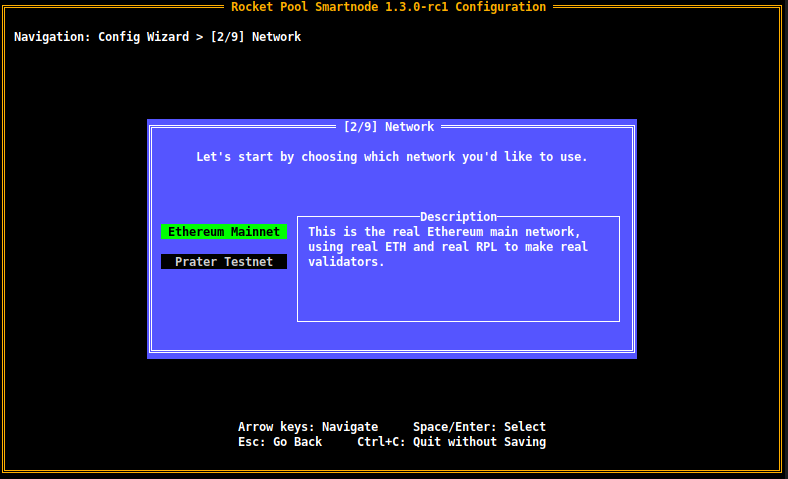 Rocket Pool Smartnode 1.3.0-rc1 Configuration
Navigation: Config Wizard > [2/9] Network
[2/9] Network
Let's start by choosing which network you'd like to use.
Ethereum Mainnet
Prater Testnet
Description
This is the real Ethereum main network,
using real ETH and real RPL to make real
validators.
Arrow keys: Navigate     Space/Enter: Select
Esc: Go Back     Ctrl+C: Quit without Saving